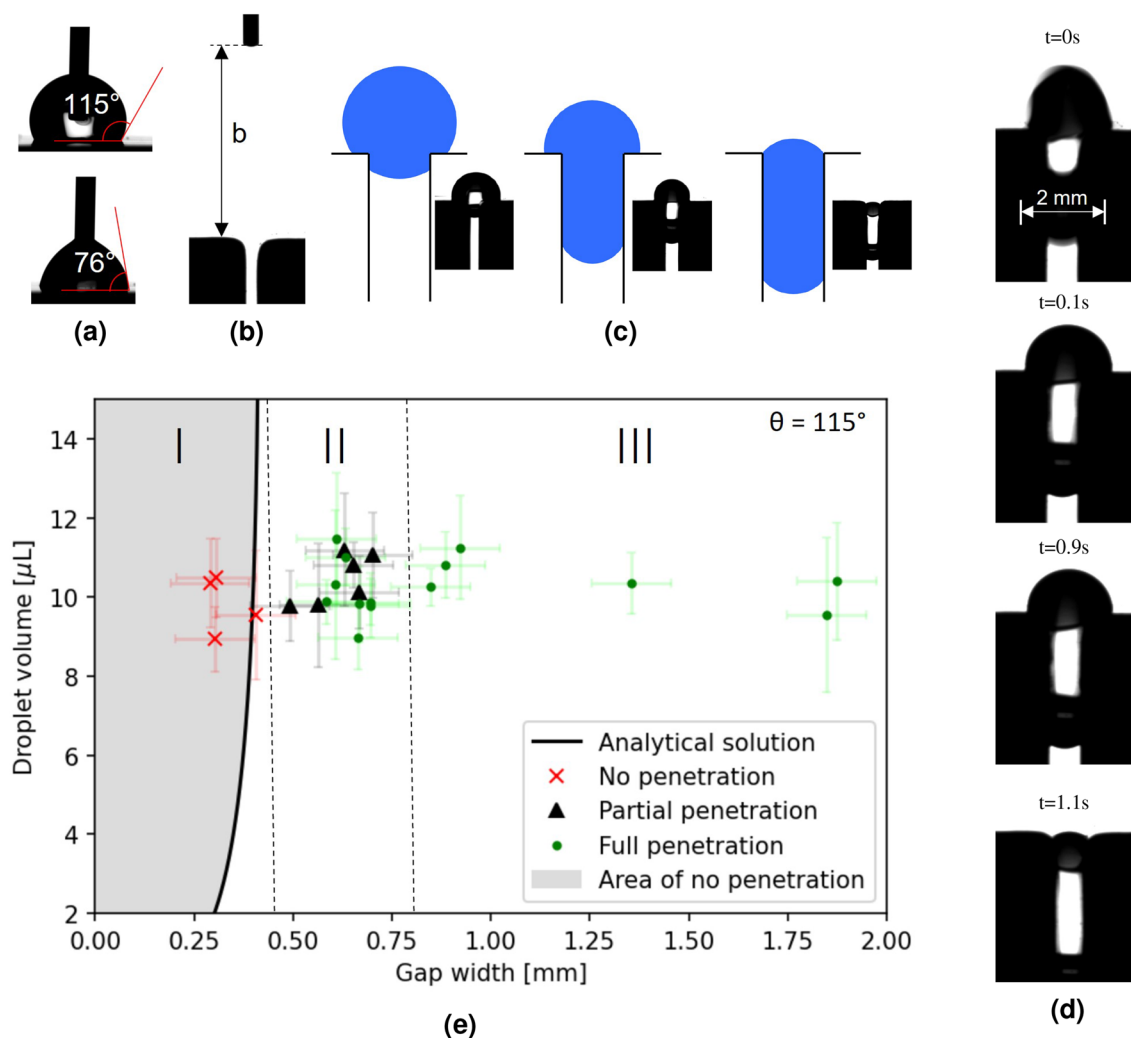 115°
76°
(a)
b
(b)
(c)
t=0s
2 mm
t=0.1s
t=0.9s
t=1.1s
(d)
θ = 115°
|
||
|||
Droplet volume [μL]
14
12
10
8
6
4
2
Analytical solution
No penetration
Partial penetration
Full penetration
Area of no penetration
0.00 0.25 0.50 0.75 1.00 1.25 1.50 1.75 2.00
Gap width [mm]
(e)